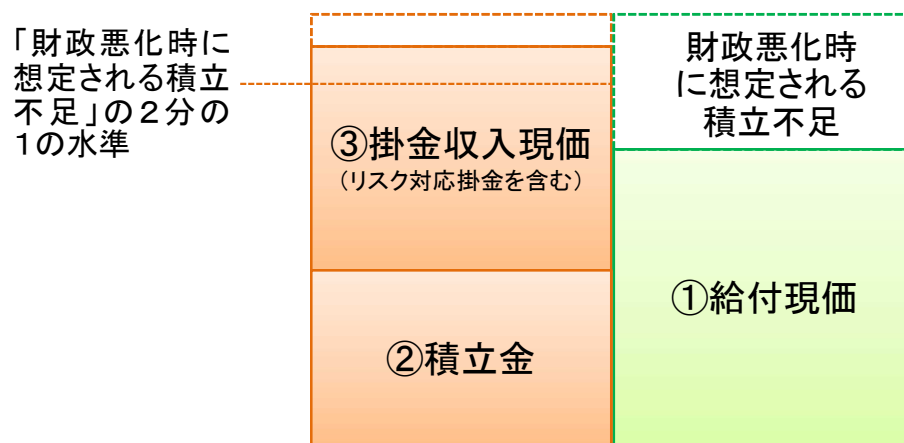 「財政悪化時に
想定される積立
不足」の２分の
１の水準
③掛金収入現価
（リスク対応掛金を含む）
②積立金
財政悪化時
に想定される
積立不足
①給付現価